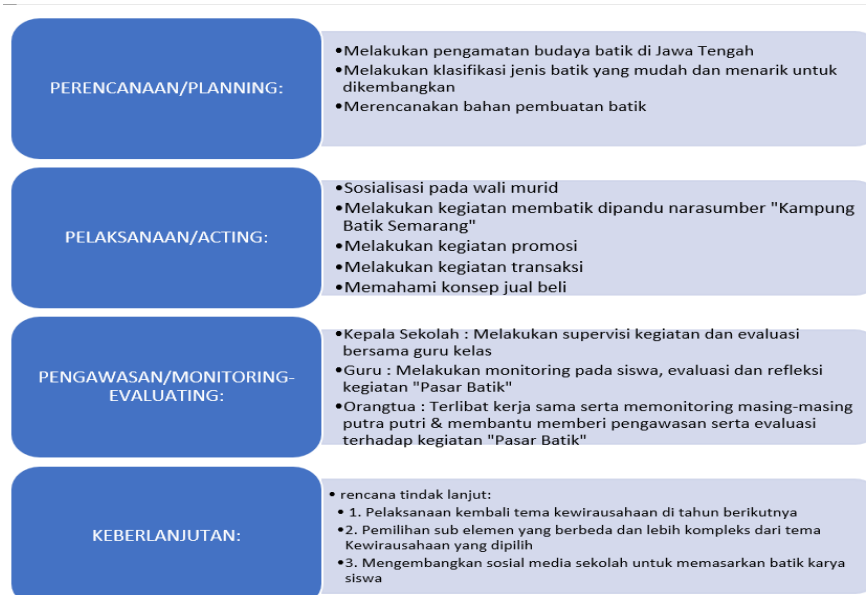 PERENCANAAN/PLANNING:
•Melakukan pengamatan budaya batik di Jawa Tengah
•Melakukan klasifikasi jenis batik yang mudah dan menarik untuk
dikembangkan
•Merencanakan bahan pembuatan batik
PELAKSANAAN/ACTING:
•Sosialisasi pada wali murid
•Melakukan kegiatan membatik dipandu narasumber "Kampung
Batik Semarang"
•Melakukan kegiatan promosi
•Melakukan kegiatan transaksi
•Memahami konsep jual beli
PENGAWASAN/MONITORING-
EVALUATING:
•Kepala Sekolah : Melakukan supervisi kegiatan dan evaluasi
bersama guru kelas
•Guru : Melakukan monitoring pada siswa, evaluasi dan refleksi
kegiatan "Pasar Batik"
•Orangtua : Terlibat kerja sama serta memonitoring masing-masing
putra putri & membantu memberi pengawasan serta evaluasi
terhadap kegiatan "Pasar Batik"
KEBERLANJUTAN:
• rencana tindak lanjut:
• 1. Pelaksanaan kembali tema kewirausahaan di tahun berikutnya
•2. Pemilihan sub elemen yang berbeda dan lebih kompleks dari tema
Kewirausahaan yang dipilih
•3. Mengembangkan sosial media sekolah untuk memasarkan batik karya
siswa